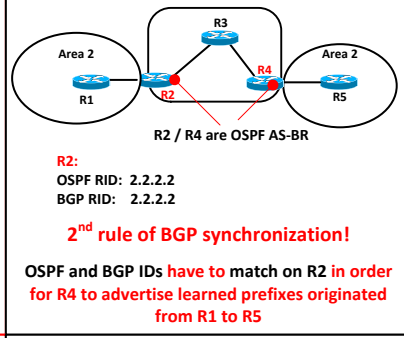 R3
Area 2
Area 2
R4
R1
R2
R5
R2 / R4 are OSPF AS-BR
R2:
OSPF RID: 2.2.2.2
BGP RID: 2.2.2.2
2nd rule of BGP synchronization!
OSPF and BGP IDs have to match on R2 in order
for R4 to advertise learned prefixes originated
from R1 to R5